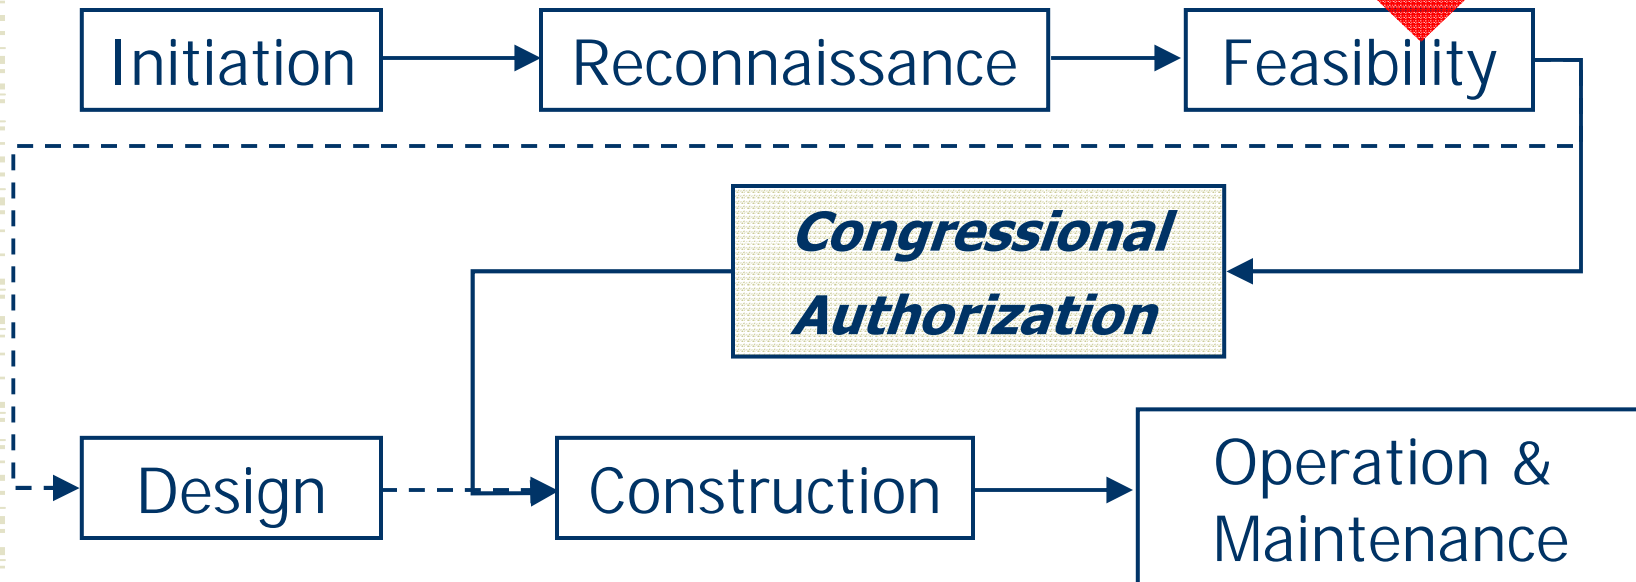 Initiation
Reconnaissance
Feasibility
Congressional
Authorization
Design
Construction
Operation &
Maintenance